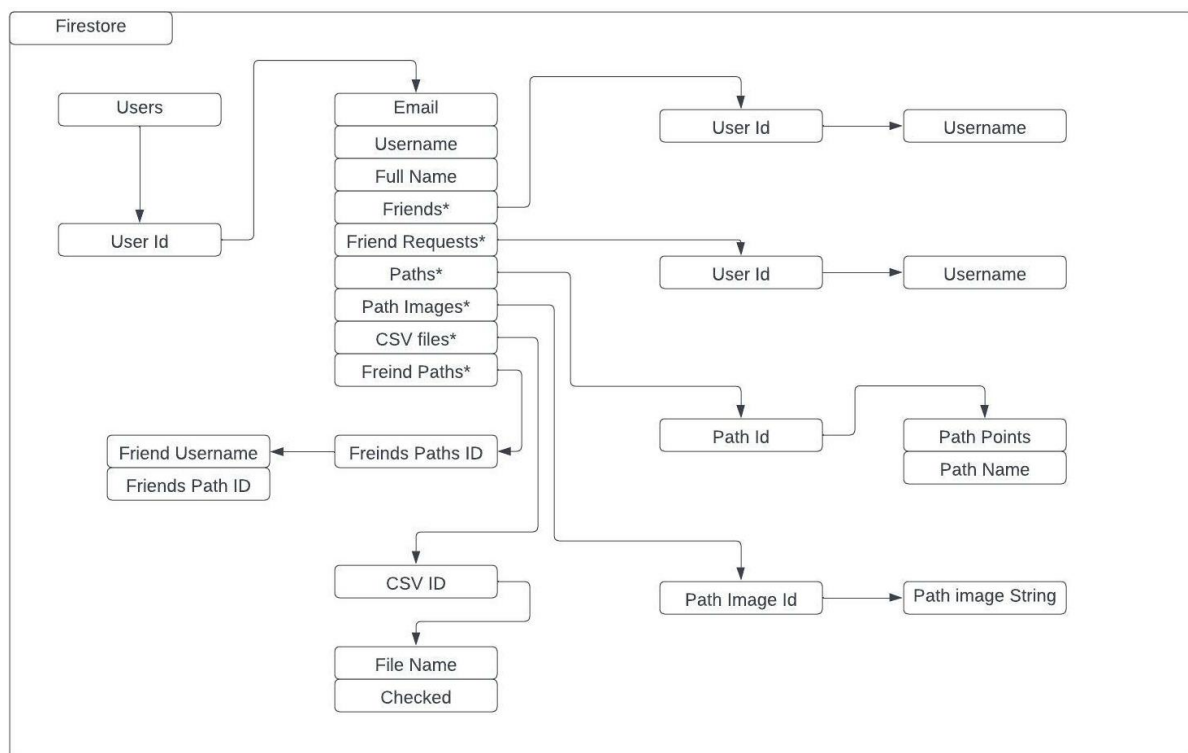 Firestore
Users
User Id
Email
Username
Full Name
Friends*
Friend Requests*
Paths*
Path Images*
CSV files*
Freind Paths*
User Id
Username
User Id
Username
Path Id
Path Points
Path Name
Freinds Paths ID
Friend Username
Friends Path ID
CSV ID
File Name
Checked
Path Image Id
Path image String